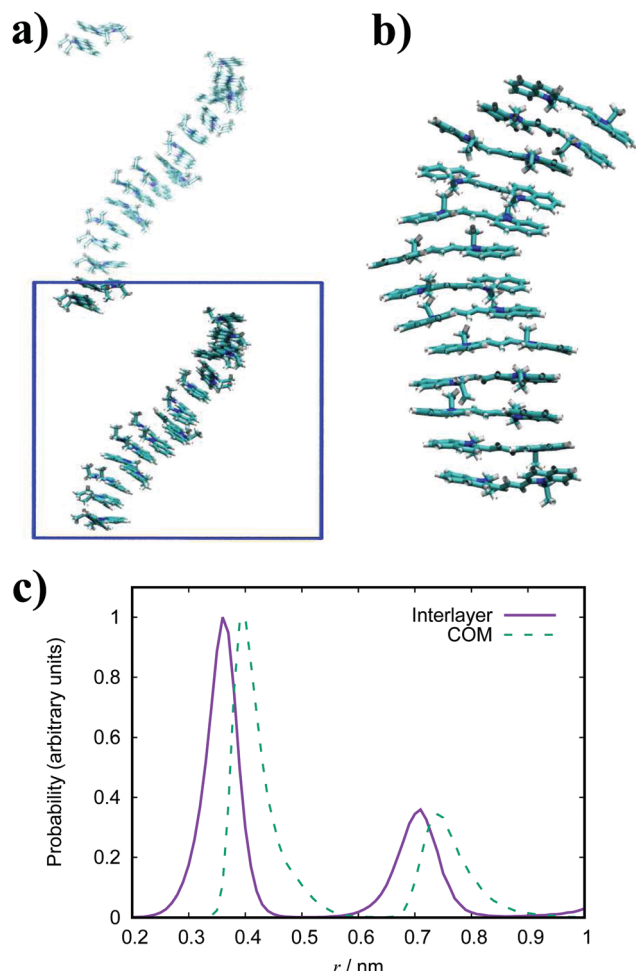 a)
b)
c)
Interlayer
COM
Probability (arbitrary units)
1
0.8
0.6
0.4
0.2
0
0.2 0.3 0.4 0.5 0.6 0.7 0.8 0.9 1
r / nm